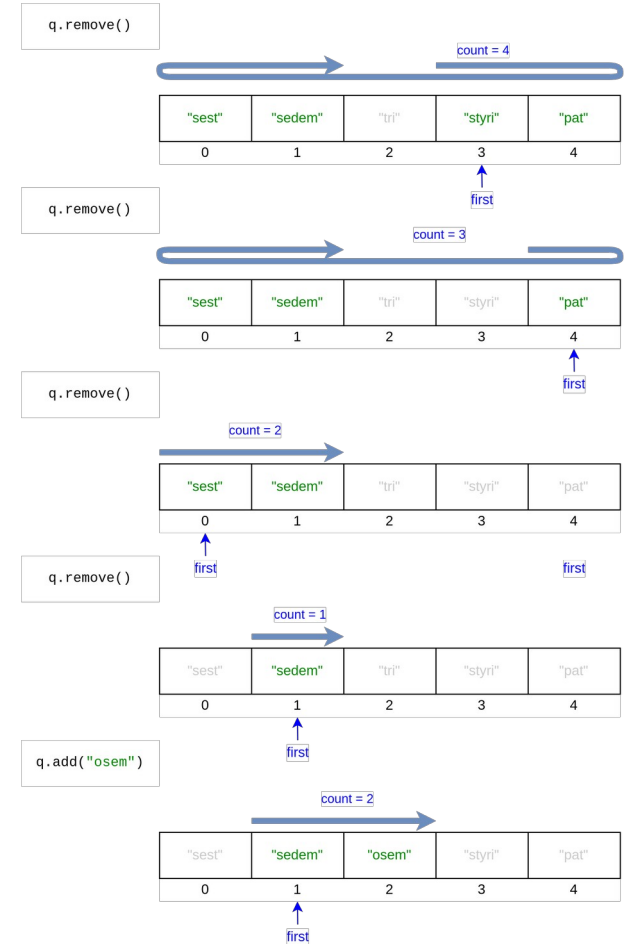 q.remove()
count = 4
"sest" "sedem" "tri" "styri" "pat"
0 1 2 3 4
first
q.remove()
count = 3
"sest" "sedem" "tri" "styri" "pat"
0 1 2 3 4
first
q.remove()
count = 2
"sest" "sedem" "tri" "styri" "pat"
0 1 2 3 4
first first
q.remove()
count = 1
"sest" "sedem" "tri" "styri" "pat"
0 1 2 3 4
first
q.add("osem")
count = 2
"sest" "sedem" "osem" "styri" "pat"
0 1 2 3 4
first